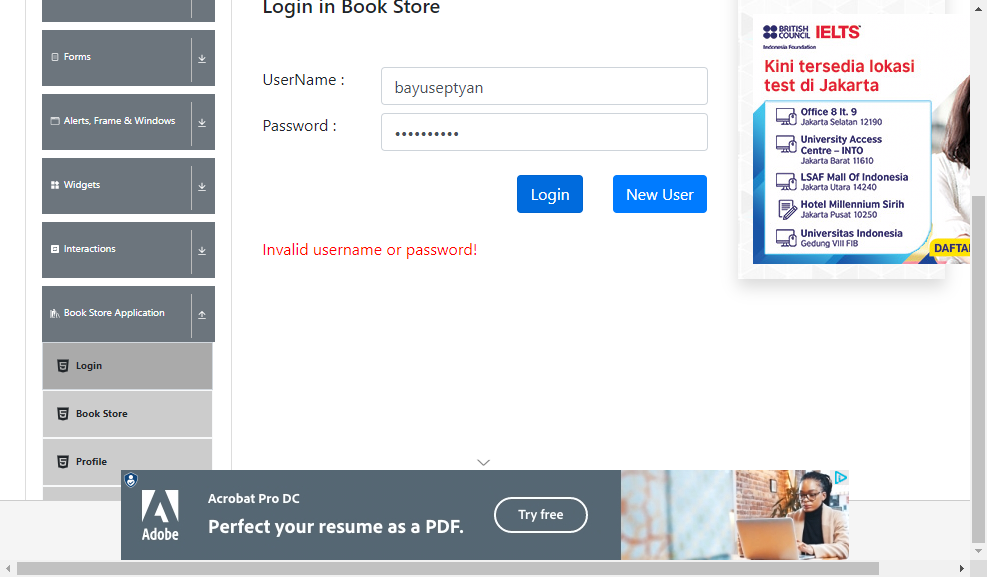 Login in Book Store
Forms
Alerts, Frame & Windows
Widgets
Interactions
Book Store Application
Login
Book Store
Profile
UserName :
bayuseptyan
Password :
••••••••••
Login
New User
Invalid username or password!
BRITISH COUNCIL
IELTS
Indonesia Foundation
Kini tersedia lokasi
test di Jakarta
Office 8 lt. 9
Jakarta Selatan 12190
University Access
Centre – INTO
Jakarta Barat 11610
LSAF Mall Of Indonesia
Jakarta Utara 14240
Hotel Millennium Sirih
Jakarta Pusat 10250
Universitas Indonesia
Gedung VIII FIB
DAFTA
Adobe
Acrobat Pro DC
Perfect your resume as a PDF.
Try free